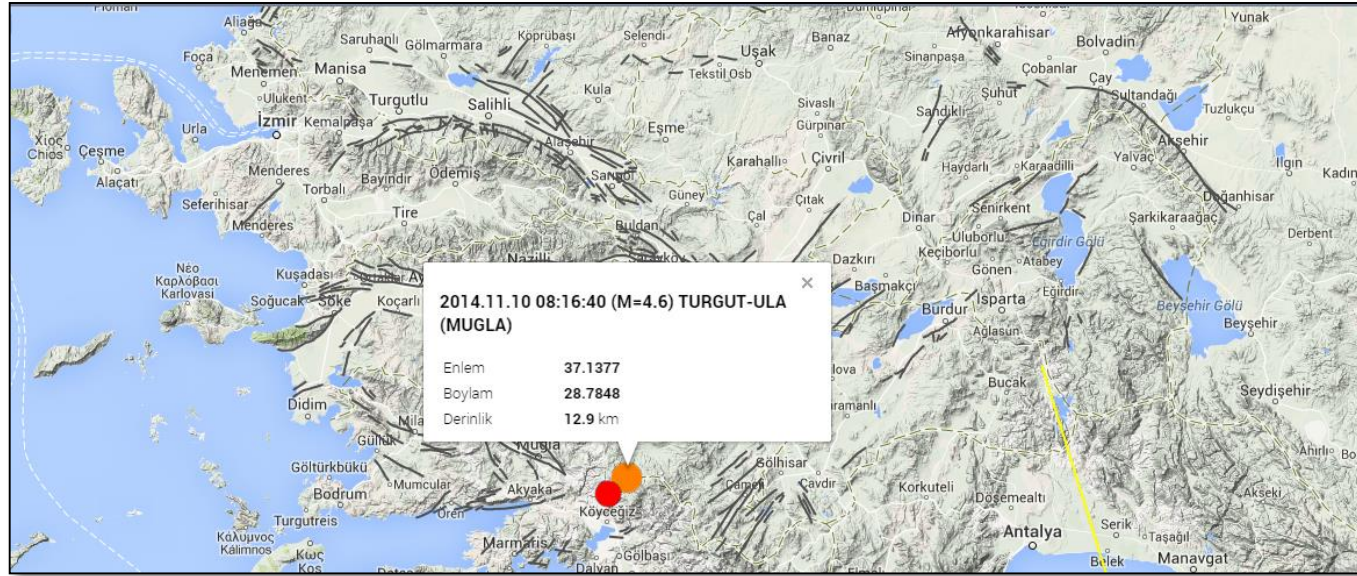 Aliağa
Saruhanlı
Gölmarmara
Köprübaşı
Selendi
Uşak
Banaz
Afyonkarahisar
Bolvadin
Yunak
Foça
Menemen
Manisa
Tekstil Osb
Sinanpaşa
Çobanlar
Çay
Sultandağı
Ulukent
Turgutlu
Salihli
Kula
Sivaslı
Sandıklı
Şuhut
Tuzlukçu
Urla
İzmir
Kemalpaşa
Eşme
Gürpınar
Χίος
Chios
Çeşme
Alaşehir
Akşehir
Alaçatı
Menderes
Bayındır
Ödemiş
Sarıgöl
Karahallı
Çivril
Haydarlı
Karaadilli
Yalvaç
Ilgın
Kadın
Seferihisar
Torbalı
Tire
Güney
Çal
Çıtak
Senirkent
Doğanhisar
Menderes
Buldan
Dinar
Uluborlu
Şarkikaraağaç
Derbent
Νέο
Καρλόβασι
Karlovasi
Kuşadası
Nazilli
Sarayköy
Dazkırı
Keçiborlu
Eğirdir Gölü
Atabey
Gönen
Soğucak
Söke
Koçarlı
Başmakçı
Isparta
Eğirdir
Beyşehir Gölü
Burdur
Beyşehir
Ağlasun
2014.11.10 08:16:40 (M=4.6) TURGUT-ULA
(MUGLA)
Enlem 37.1377
Boylam 28.7848
Derinlik 12.9 km
Bucak
Seydişehir
Didim
Güllük
Muğla
Ahırlı
Göltürkbükü
Mumcular
Akyaka
Gölhisar
Çameli
Çavdır
Korkuteli
Döşemealtı
Akseki
Bodrum
Ören
Köyceğiz
Turgutreis
Serik
Taşağıl
Κάλυμνος
Kálimnos
Marmaris
Antalya
Κως
Kos
Dalyan
Gölbaşı
Belek
Manavgat